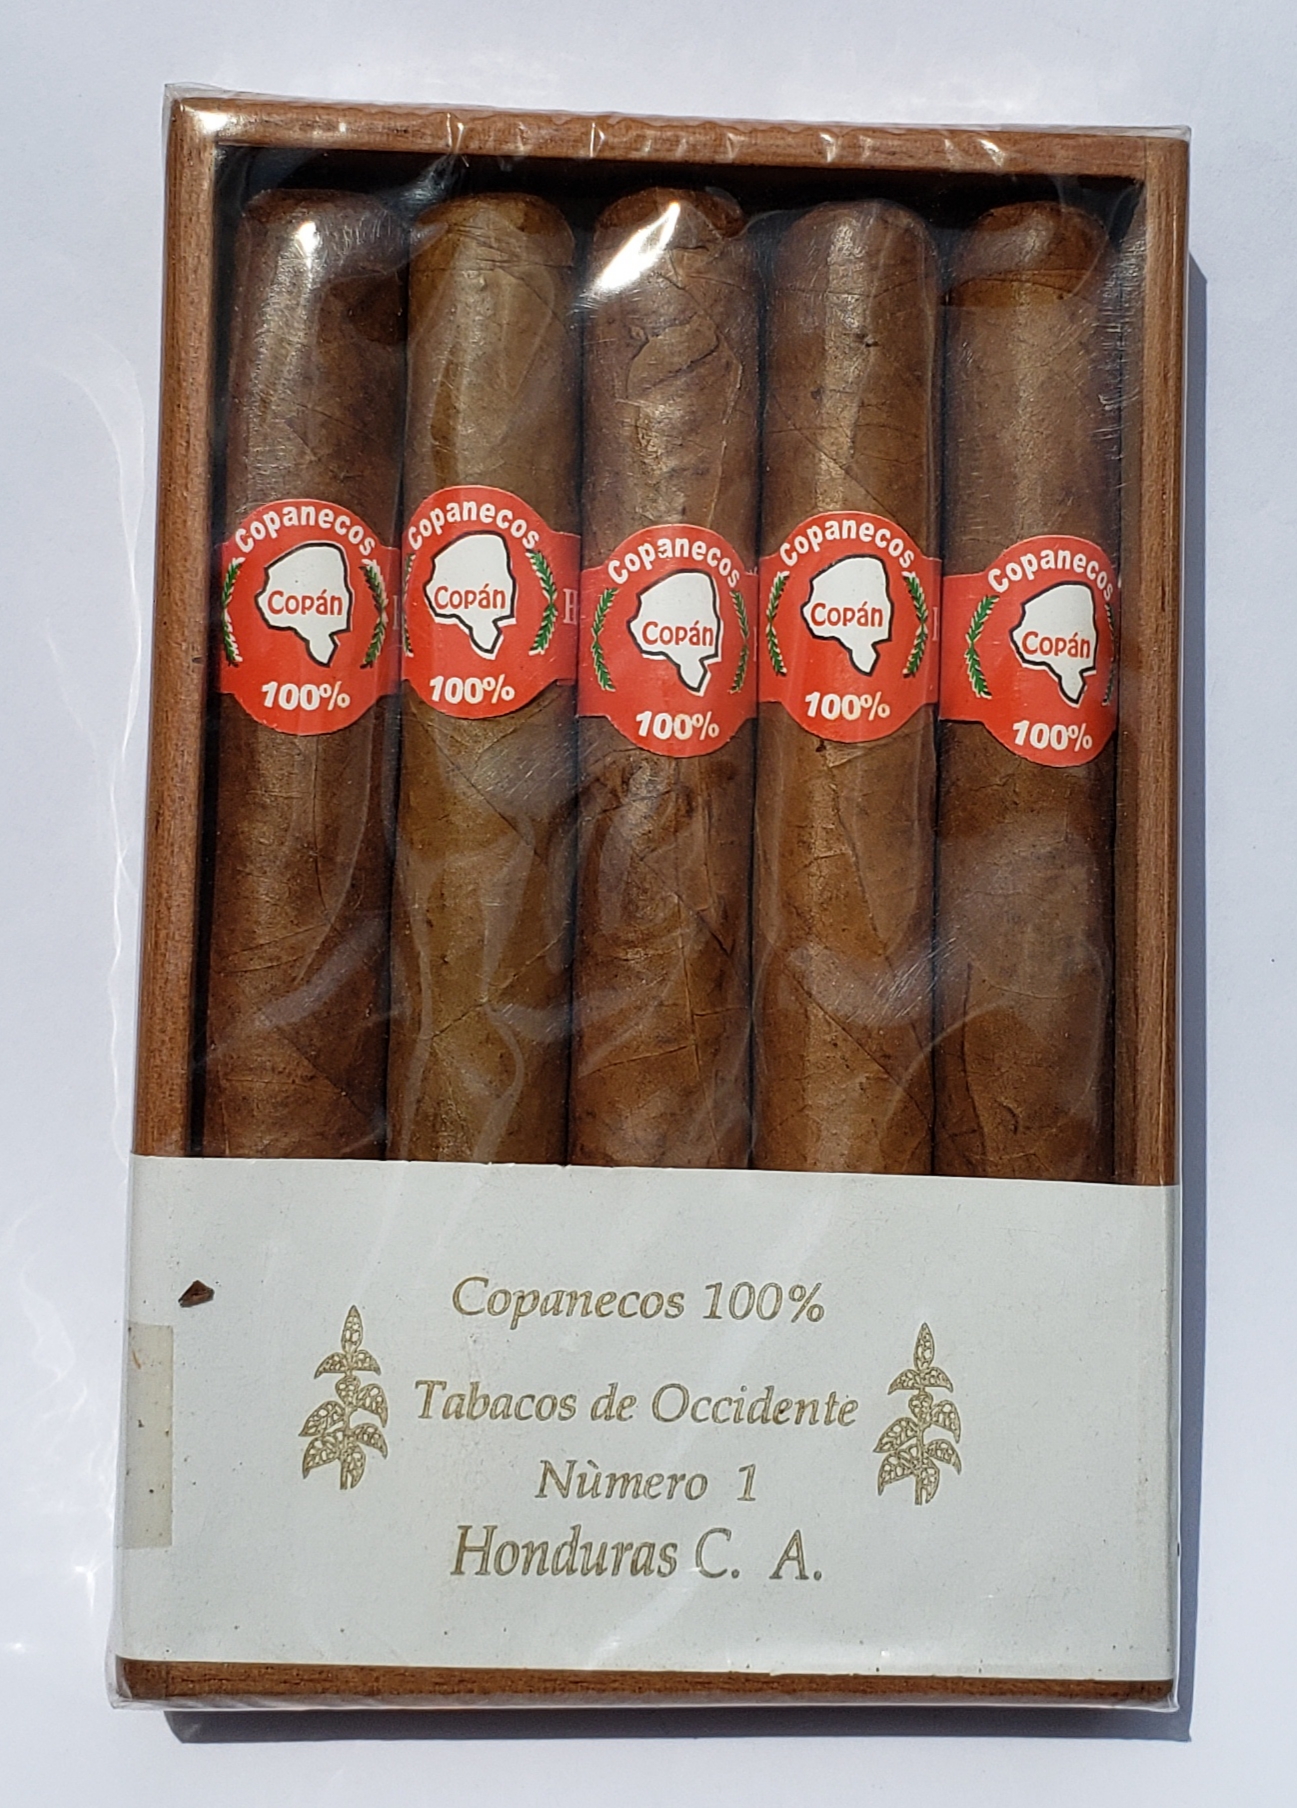 Copanecos
Copán
100%
Copanecos
Copán
100%
H
Copanecos
Copán
100%
Copanecos
Copán
100%
Copanecos
Copán
100%
Copanecos 100%
Tabacos de Occidente
Nùmero 1
Honduras C. A.